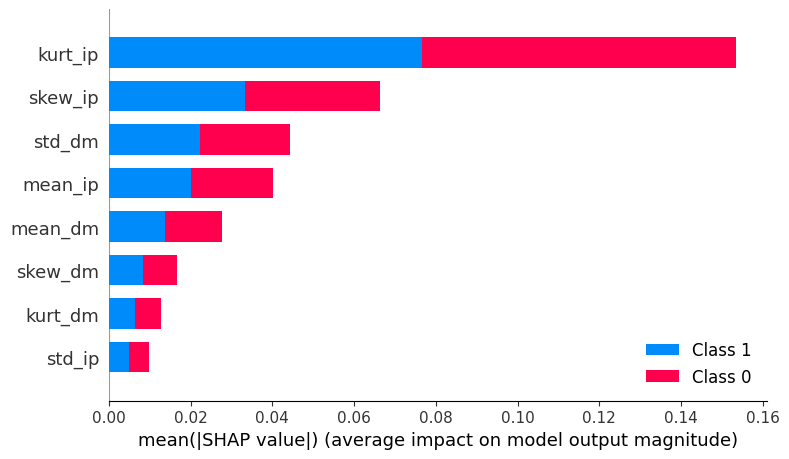 kurt_ip
skew_ip
std_dm
mean_ip
mean_dm
skew_dm
kurt_dm
std_ip
Class 1
Class 0
0.00 0.02 0.04 0.06 0.08 0.10 0.12 0.14 0.16
mean(|SHAP value|) (average impact on model output magnitude)